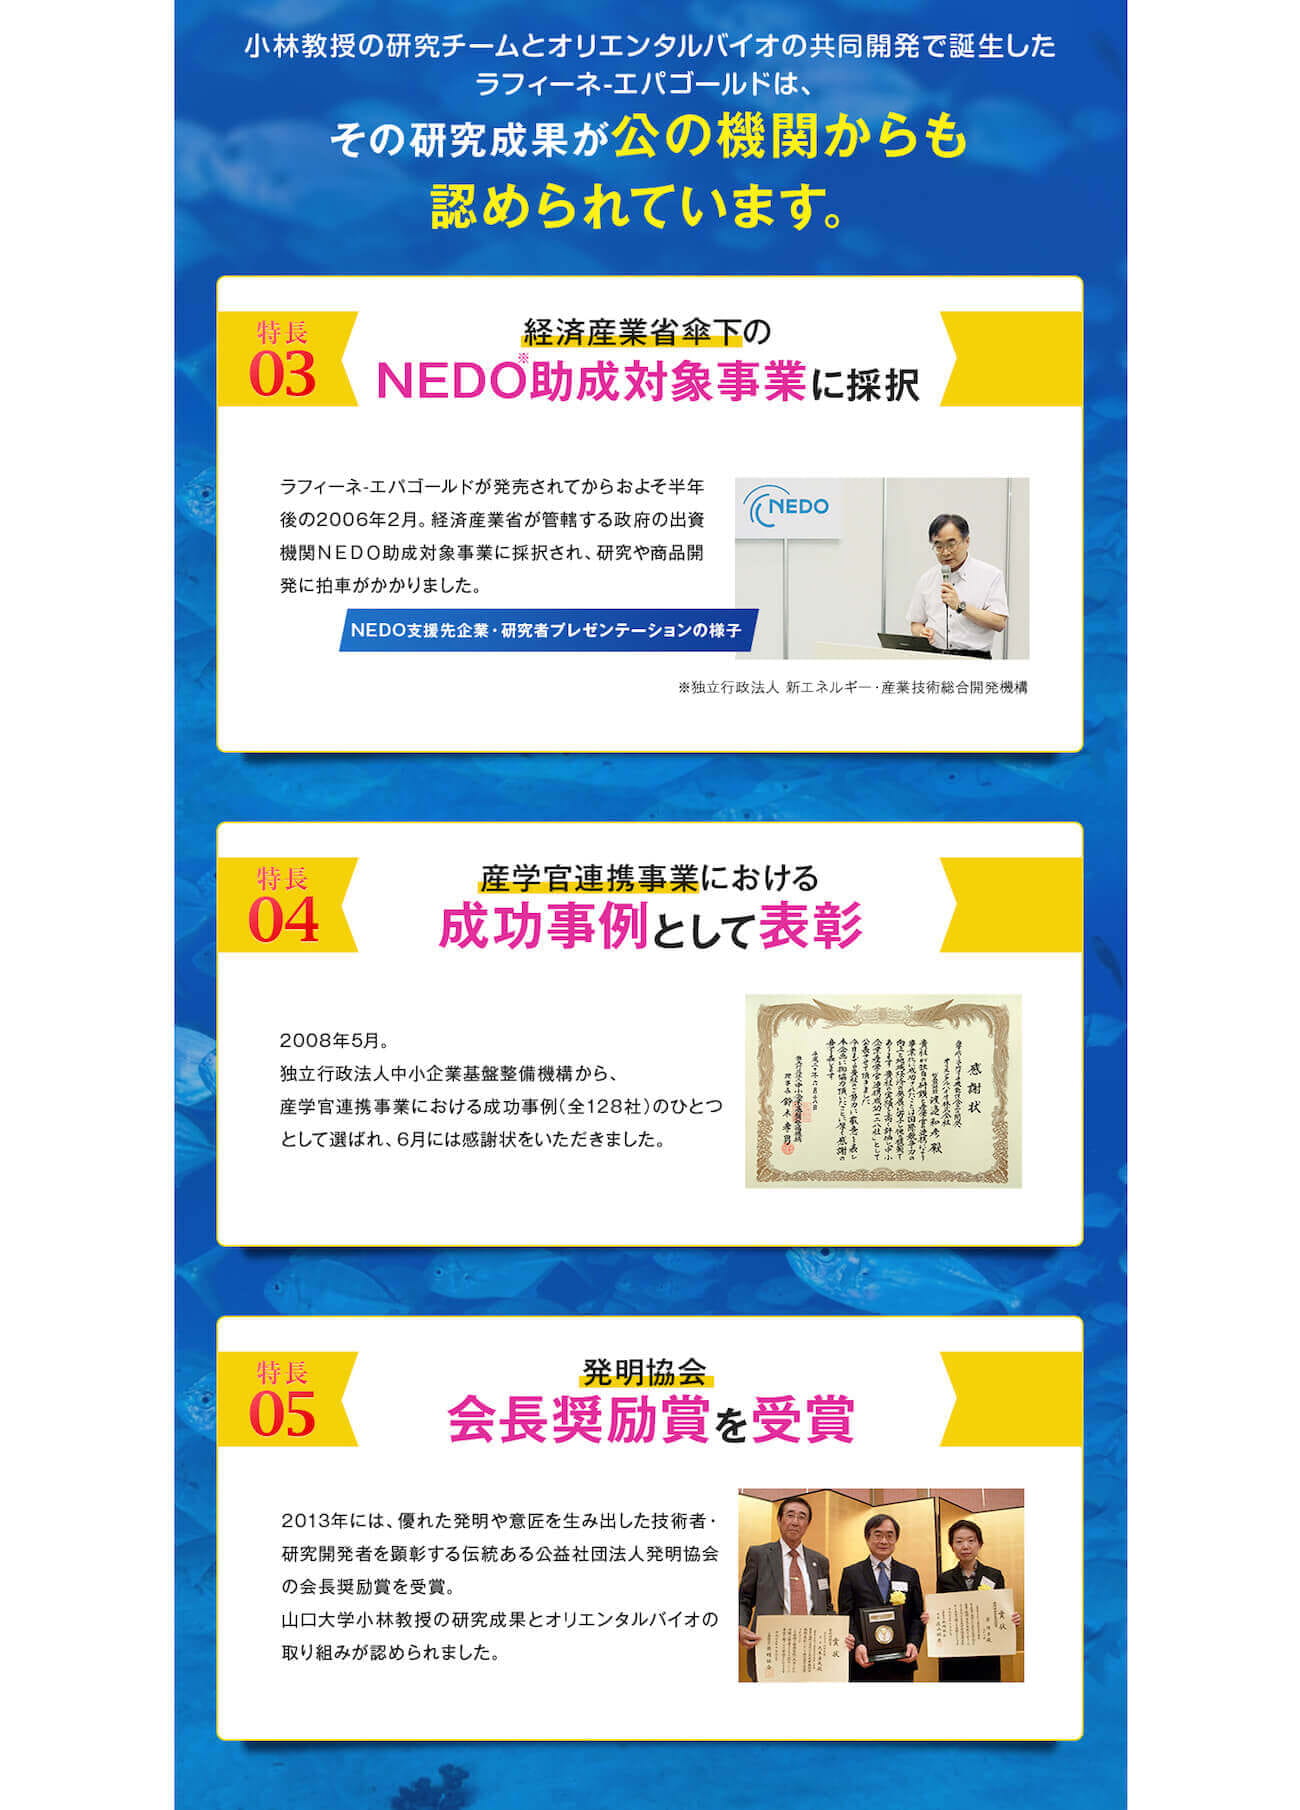 小林教授の研究チームとオリエンタルバイオの共同開発で誕生した
ラフィーネ-エパゴールドは、
その研究成果が公の機関からも
認められています。
特長
03
経済産業省傘下の
NEDO※助成対象事業に採択
ラフィーネ-エパゴールドが発売されてからおよそ半年
後の2006年2月。経済産業省が管轄する政府の出資
機関NEDO助成対象事業に採択され、研究や商品開
発に拍車がかかりました。
NEDO
NEDO支援先企業・研究者プレゼンテーションの様子
※独立行政法人 新エネルギー・産業技術総合開発機構
特長
04
産学官連携事業における
成功事例として表彰
2008年5月。
独立行政法人中小企業基盤整備機構から、
産学官連携事業における成功事例(全128社)のひとつ
として選ばれ、6月には感謝状をいただきました。
感謝状
特長
05
発明協会
会長奨励賞を受賞
2013年には、優れた発明や意匠を生み出した技術者・
研究開発者を顕彰する伝統ある公益社団法人発明協会
の会長奨励賞を受賞。
山口大学小林教授の研究成果とオリエンタルバイオの
取り組みが認められました。
賞状
賞状